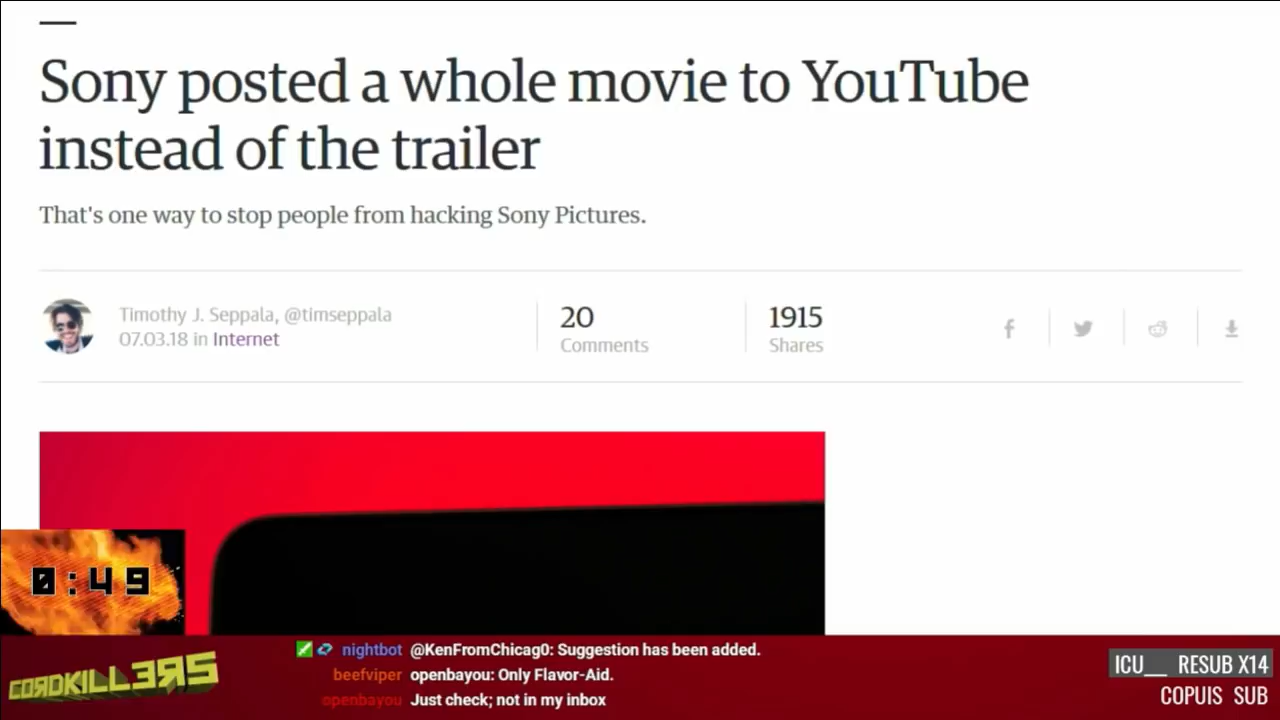 Sony posted a whole movie to YouTube
instead of the trailer
That's one way to stop people from hacking Sony Pictures.
Timothy J. Seppala, @timseppala
07.03.18 in Internet
20
Comments
1915
Shares
0:49
CORDKILLERS
nightbot @KenFromChicag0: Suggestion has been added.
beefviper openbayou: Only Flavor-Aid.
openbayou Just check; not in my inbox
ICU__ RESUB X14
COPUIS SUB